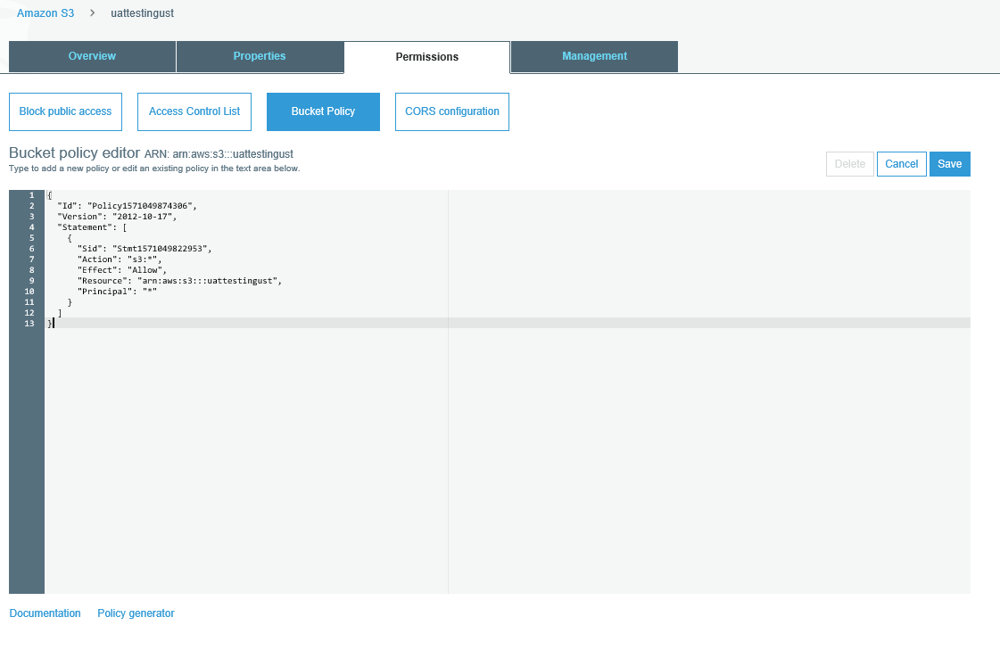 Amazon S3 > uattestingust
Overview Properties Permissions Management
Block public access Access Control List Bucket Policy CORS configuration
Bucket policy editor ARN: arn:aws:s3:::uattestingust
Type to add a new policy or edit an existing policy in the text area below.
Delete Cancel Save
1 {
2 "Id": "Policy1571049874306",
3 "Version": "2012-10-17",
4 "Statement": [
5 {
6 "Sid": "Stmt1571049822953",
7 "Action": "s3:*",
8 "Effect": "Allow",
9 "Resource": "arn:aws:s3:::uattestingust",
10 "Principal": "*"
11 }
12 ]
13 }
Documentation Policy generator